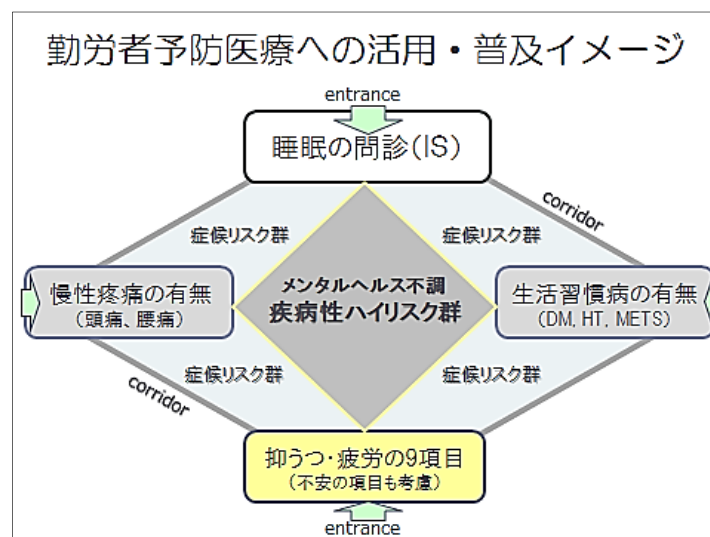 勤労者予防医療への活用・普及イメージ
entrance
睡眠の問診(IS)
corridor
症候リスク群
症候リスク群
慢性疼痛の有無
(頭痛、腰痛)
メンタルヘルス不調
疾病性ハイリスク群
生活習慣病の有無
(DM, HT, METS)
症候リスク群
症候リスク群
corridor
抑うつ・疲労の9項目
(不安の項目も考慮)
entrance